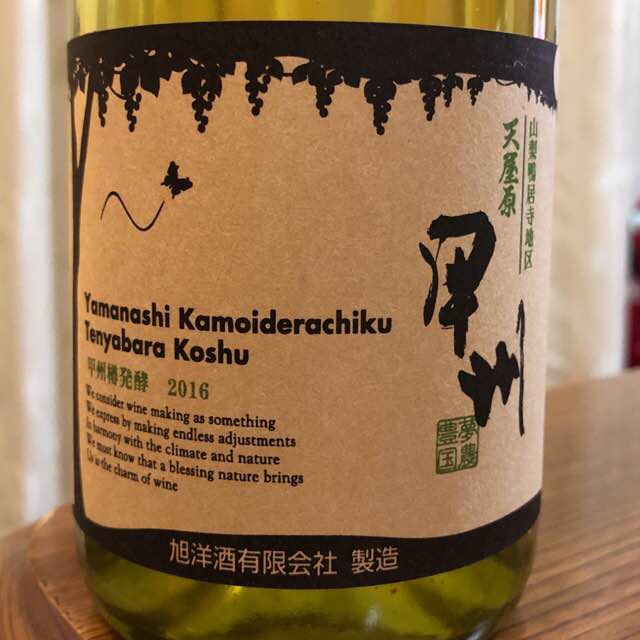 山梨鴨居寺地区
天屋原
甲州
Yamanashi Kamoiderachiku
Tenyabara Koshu
甲州樽発酵 2016
We consider wine making as something
We express by making endless adjustments
In harmony with the climate and nature
We must know that a blessing nature brings
Us is the charm of wine
夢農
豊国
旭洋酒有限会社 製造